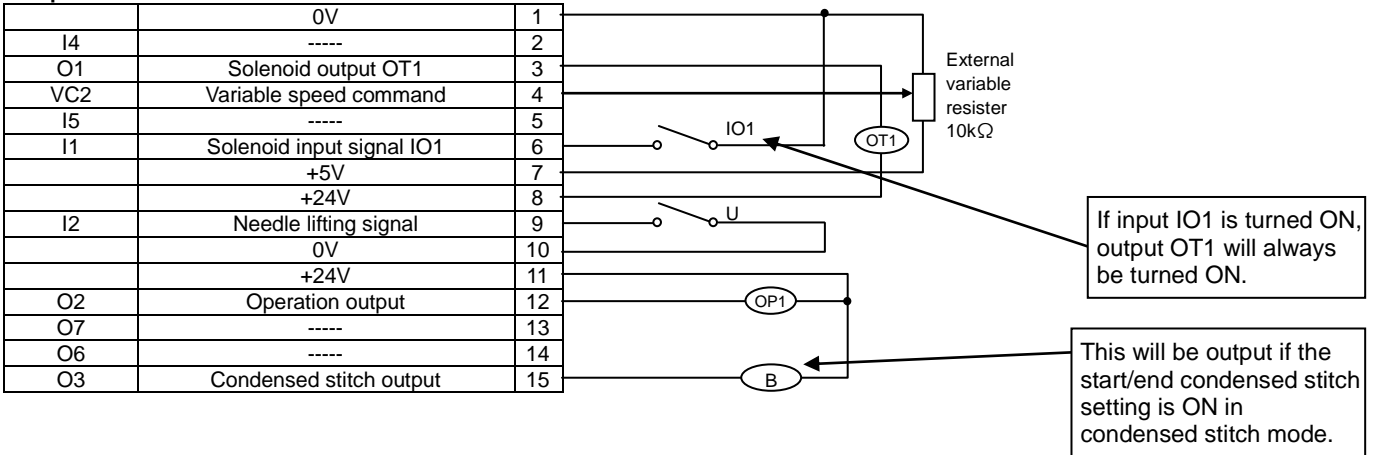 0V 1
I4 ----- 2
O1 Solenoid output OT1 3
VC2 Variable speed command 4
I5 ----- 5
I1 Solenoid input signal IO1 6
+5V 7
+24V 8
I2 Needle lifting signal 9
0V 10
+24V 11
O2 Operation output 12
O7 ----- 13
O6 ----- 14
O3 Condensed stitch output 15
IO1
OT1
External
variable
resister
10kΩ
U
OP1
B
If input IO1 is turned ON,
output OT1 will always
be turned ON.
This will be output if the
start/end condensed stitch
setting is ON in
condensed stitch mode.